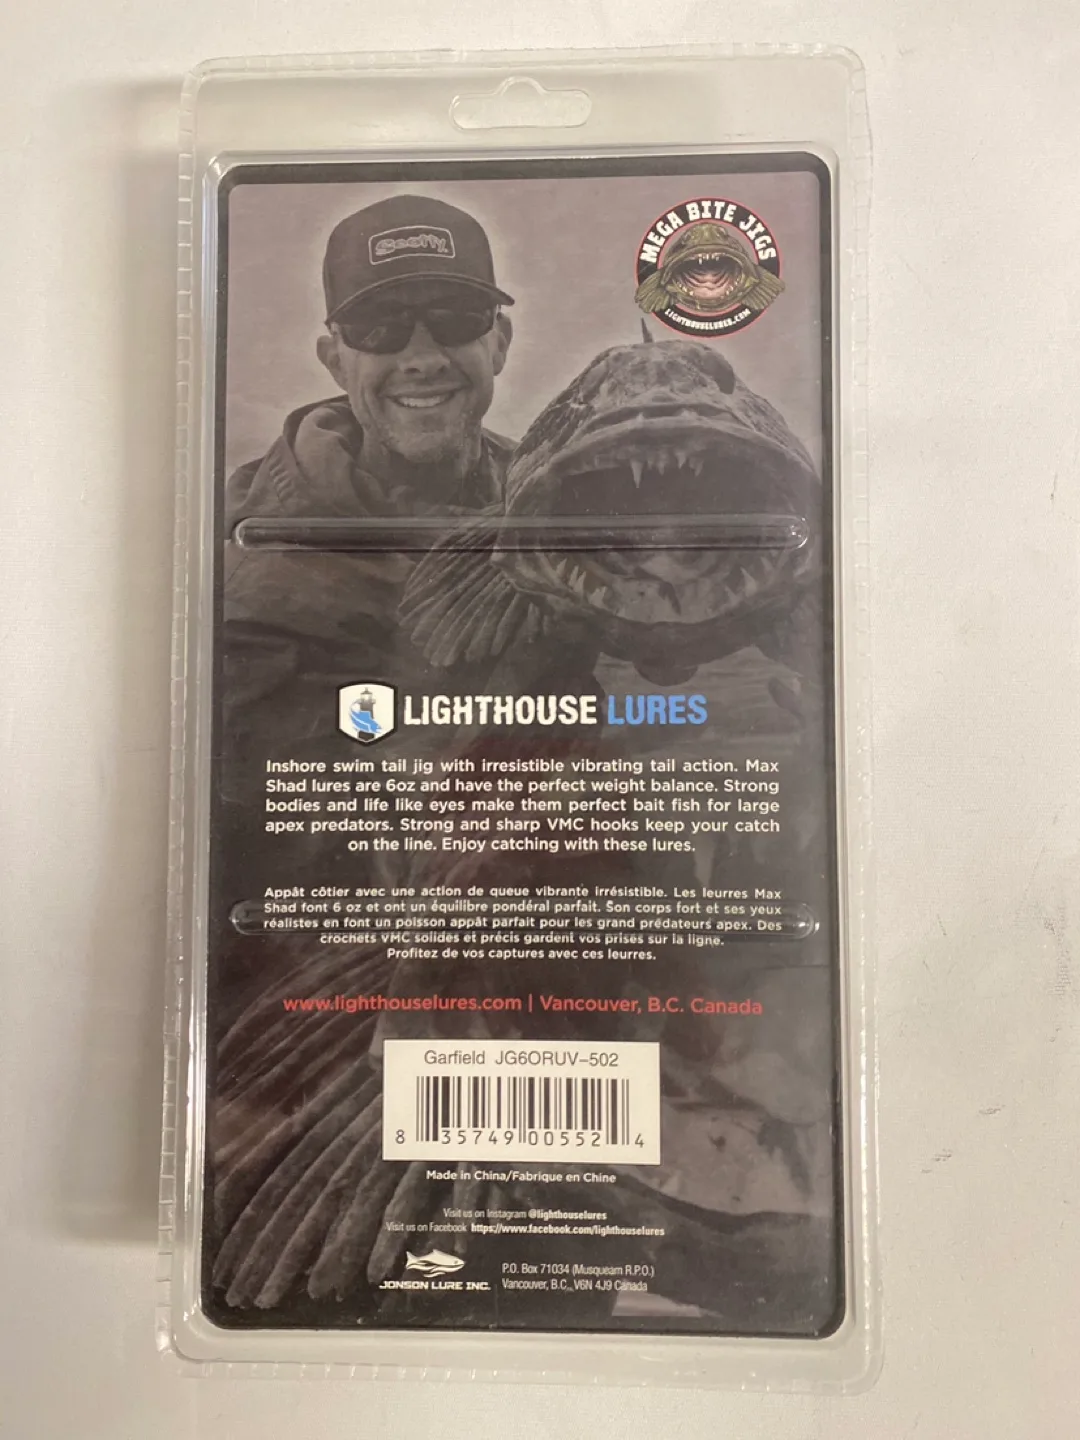 Scotty
MEGA BITE JIGS
LIGHTHOUSELURES.COM
LIGHTHOUSE LURES
Inshore swim tail jig with irresistible vibrating tail action. Max
Shad lures are 6oz and have the perfect weight balance. Strong
bodies and life like eyes make them perfect bait fish for large
apex predators. Strong and sharp VMC hooks keep your catch
on the line. Enjoy catching with these lures.
Appât côtier avec une action de queue vibrante irrésistible. Les leurres Max
Shad font 6 oz et ont un équilibre pondéral parfait. Son corps fort et ses yeux
réalistes en font un poisson appât parfait pour les grand prédateurs apex. Des
crochets VMC solides et précis gardent vos prises sur la ligne.
Profitez de vos captures avec ces leurres.
www.lighthouselures.com | Vancouver, B.C. Canada
Garfield JG6ORUV-502
8 35749 00552 4
Made in China/Fabrique en Chine
Visit us on Instagram @lighthouselures
Visit us on Facebook https://www.facebook.com/lighthouselures
JONSON LURE INC.
P.O. Box 71034 (Musqueam R.P.O.)
Vancouver, B.C., V6N 4J9 Canada